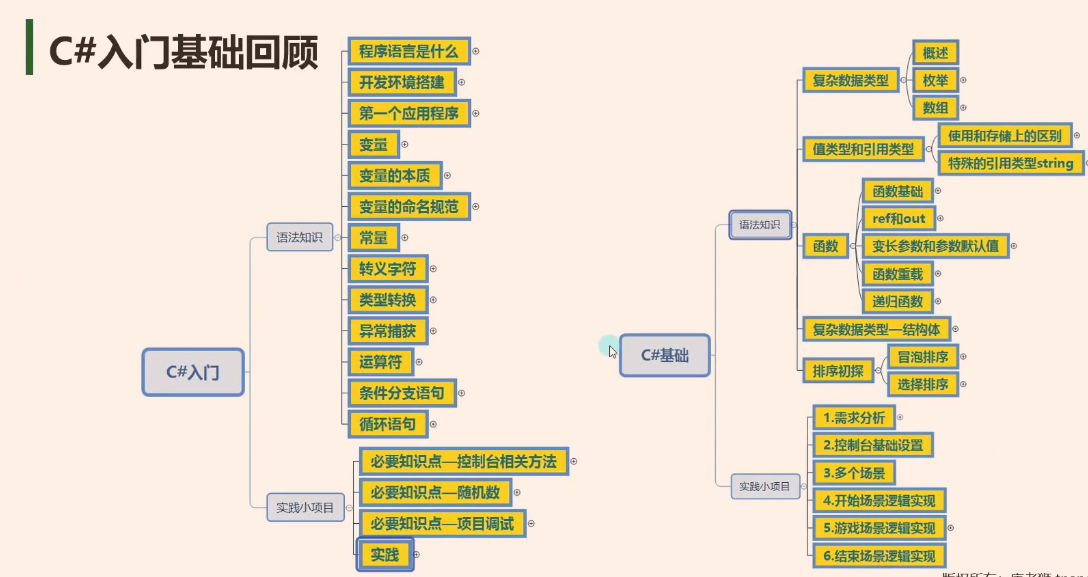 C#入门基础回顾
C#入门
语法知识
程序语言是什么
开发环境搭建
第一个应用程序
变量
变量的本质
变量的命名规范
常量
转义字符
类型转换
异常捕获
运算符
条件分支语句
循环语句
实践小项目
必要知识点—控制台相关方法
必要知识点—随机数
必要知识点—项目调试
实践
C#基础
语法知识
复杂数据类型
概述
枚举
数组
值类型和引用类型
使用和存储上的区别
特殊的引用类型string
函数
函数基础
ref和out
变长参数和参数默认值
函数重载
递归函数
复杂数据类型—结构体
排序初探
冒泡排序
选择排序
实践小项目
1.需求分析
2.控制台基础设置
3.多个场景
4.开始场景逻辑实现
5.游戏场景逻辑实现
6.结束场景逻辑实现